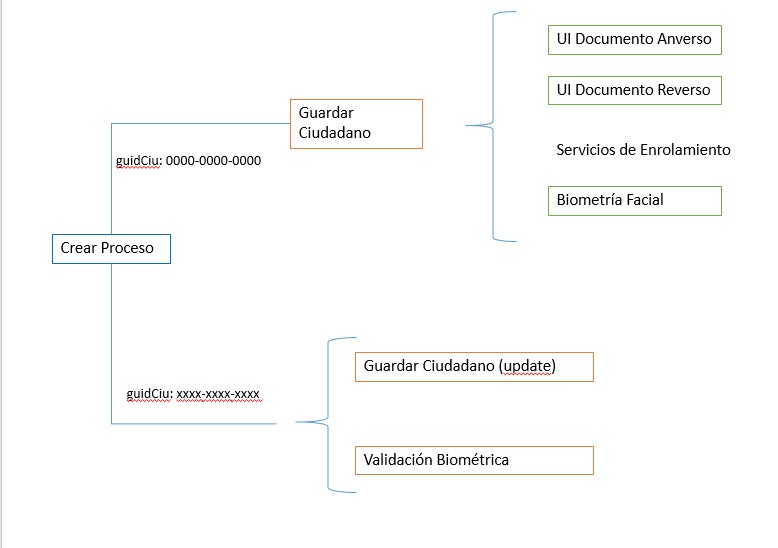 UI Documento Anverso
UI Documento Reverso
Guardar
Ciudadano
Servicios de Enrolamiento
guidCiu: 0000-0000-0000
Biometría Facial
Crear Proceso
Guardar Ciudadano (update)
guidCiu: xxxx-xxxx-xxxx
Validación Biométrica